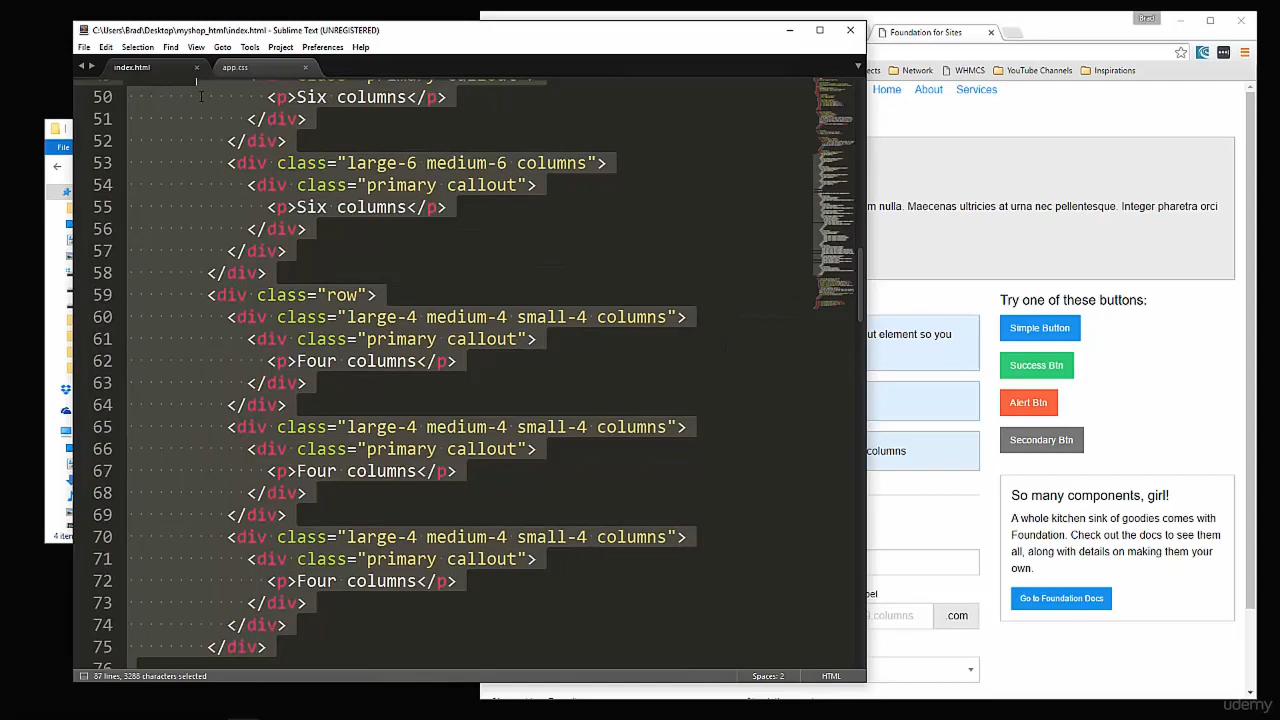 Brad
C:\Users\Brad\Desktop\myshop_html\index.html - Sublime Text (UNREGISTERED)
Foundation for Sites
File Edit Selection Find View Goto Tools Project Preferences Help
Network WHMCS YouTube Channels Inspirations
index.html app.css
Home About Services
50 <p>Six columns</p>
51 </div>
52 </div>
53 <div class="large-6 medium-6 columns">
54 <div class="primary callout">
55 <p>Six columns</p>
56 </div>
57 </div>
58 </div>
59 <div class="row">
60 <div class="large-4 medium-4 small-4 columns">
61 <div class="primary callout">
62 <p>Four columns</p>
63 </div>
64 </div>
65 <div class="large-4 medium-4 small-4 columns">
66 <div class="primary callout">
67 <p>Four columns</p>
68 </div>
69 </div>
70 <div class="large-4 medium-4 small-4 columns">
71 <div class="primary callout">
72 <p>Four columns</p>
73 </div>
74 </div>
75 </div>
87 lines, 3288 characters selected
Spaces: 2 HTML
File
4 iten
m nulla. Maecenas ultricies at urna nec pellentesque. Integer pharetra orci
Try one of these buttons:
Simple Button
ut element so you
Success Btn
Alert Btn
Secondary Btn
columns
So many components, girl!
A whole kitchen sink of goodies comes with
Foundation. Check out the docs to see them
all, along with details on making them your
own.
Go to Foundation Docs
bel
9.columns .com
udemy